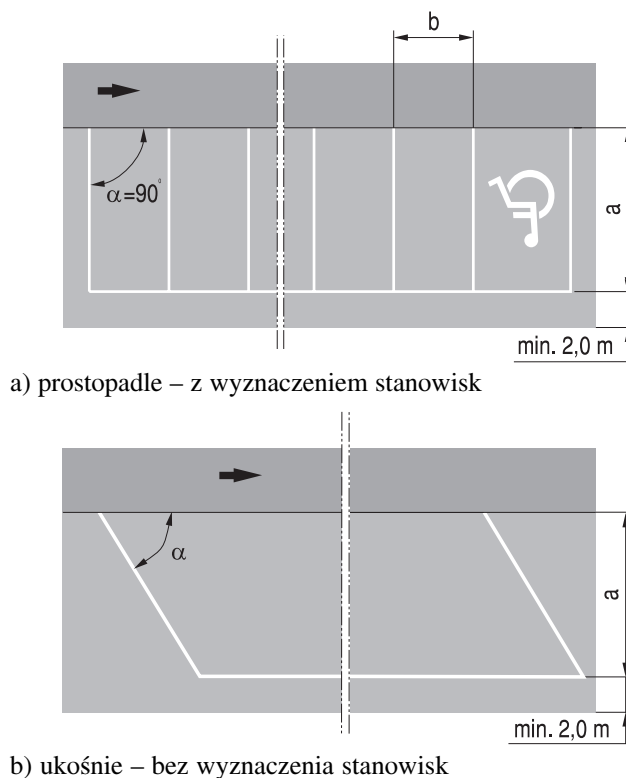 b
α=90°
a
min. 2,0 m
a) prostopadle – z wyznaczeniem stanowisk
α
a
min. 2,0 m
b) ukośnie – bez wyznaczenia stanowisk